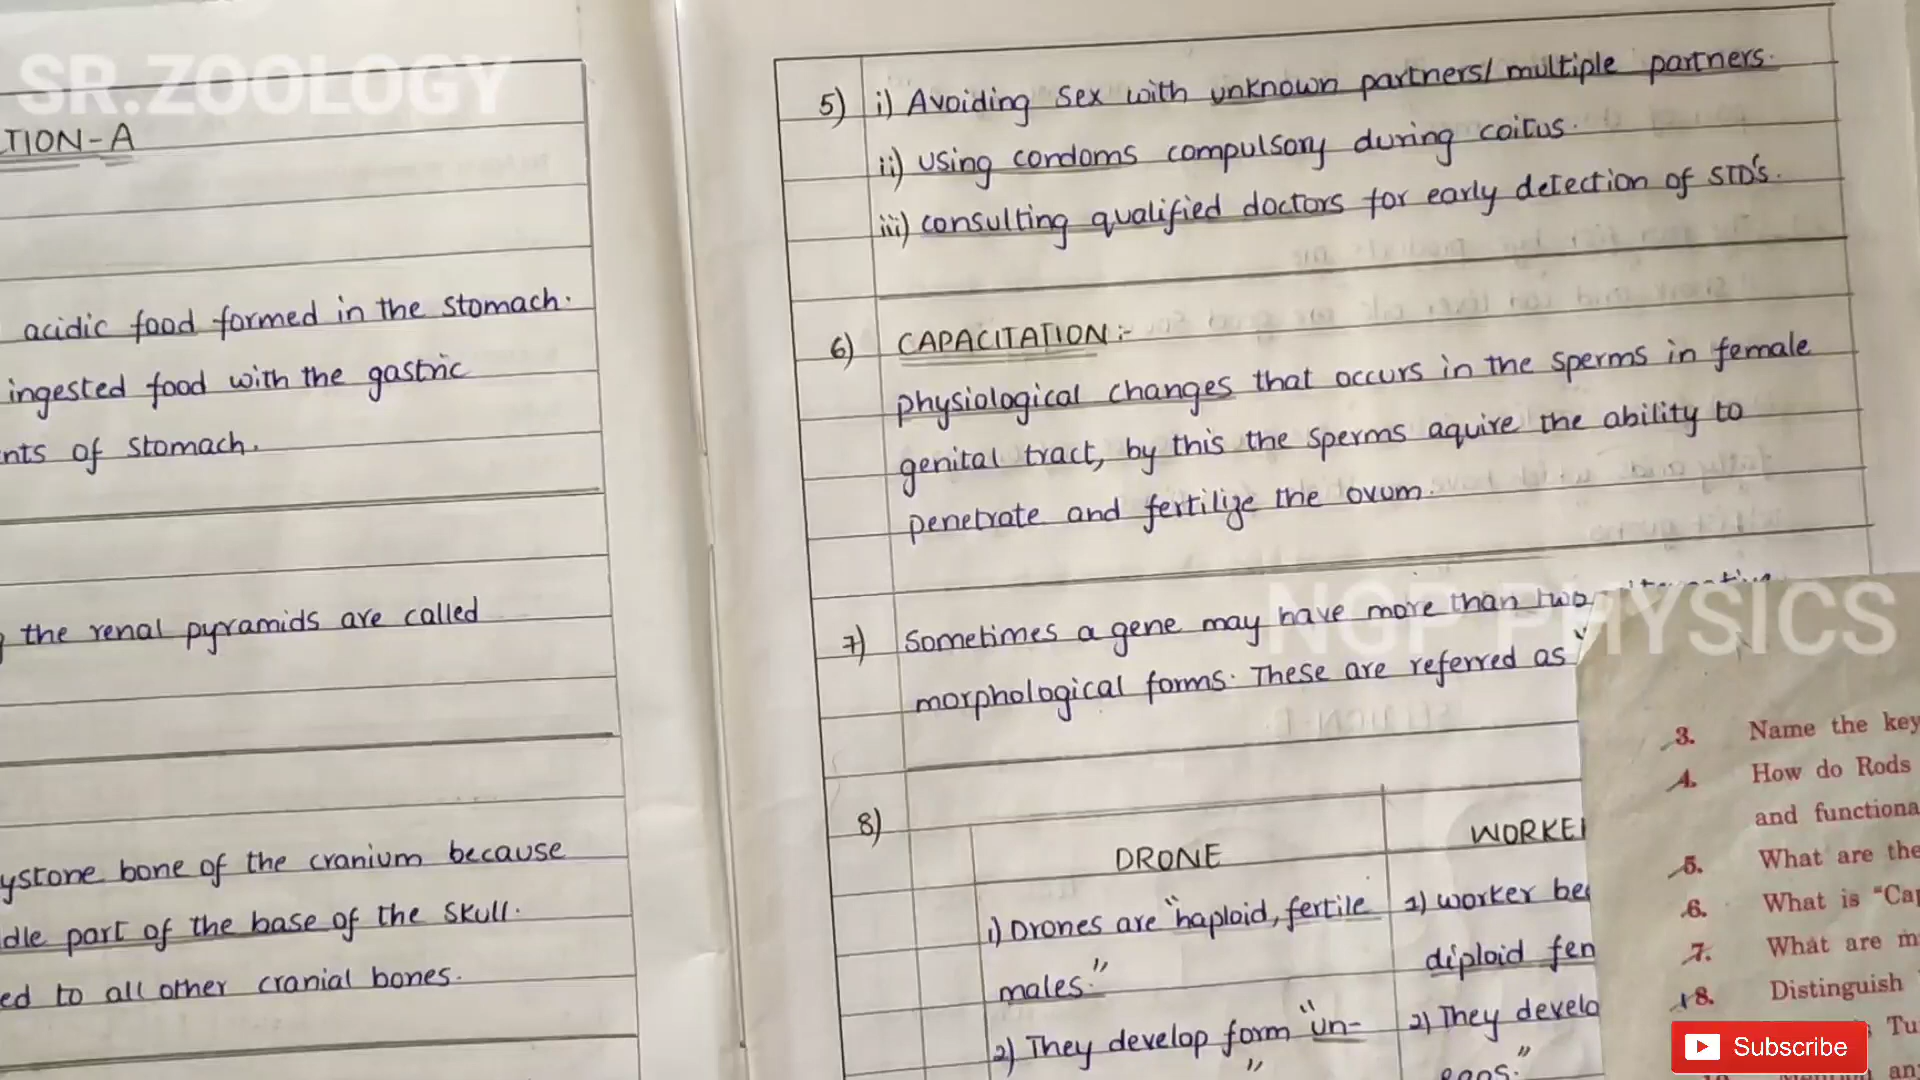 SR.ZOOLOGY
TION-A
acidic food formed in the stomach.
ingested food with the gastric
nts of stomach.
the renal pyramids are called
ystone bone of the cranium because
dle part of the base of the skull.
ed to all other cranial bones.
5) i) Avoiding sex with unknown partners/ multiple partners.
ii) using condoms compulsory during coitus.
iii) consulting qualified doctors for early detection of STD's.
6) CAPACITATION:-
physiological changes that occurs in the sperms in female
genital tract, by this the sperms aquire the ability to
penetrate and fertilize the ovum.
NGP PHYSICS
7) Sometimes a gene may have more than two
morphological forms. These are referred as
8)
DRONE WORKE
1) Drones are "haploid, fertile
males."
2) They develop form "un-
1) worker be
diploid fen
2) They develo
eggs."
3. Name the key
4. How do Rods
and functiona
5. What are the
6. What is "Cap
7. What are m
8. Distinguish
Tu
an
Subscribe